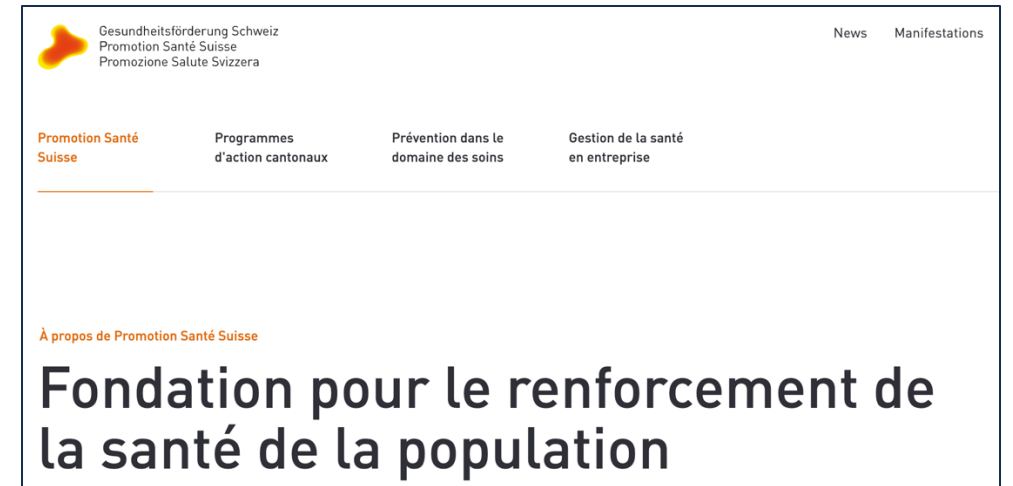 Gesundheitsförderung Schweiz
Promotion Santé Suisse
Promozione Salute Svizzera
News Manifestations
Promotion Santé
Suisse
Programmes
d'action cantonaux
Prévention dans le
domaine des soins
Gestion de la santé
en entreprise
À propos de Promotion Santé Suisse
Fondation pour le renforcement de
la santé de la population